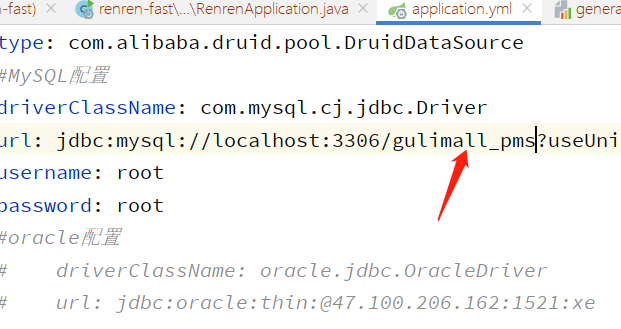 -fast) renren-fast\...\RenrenApplication.java application.yml genera
type: com.alibaba.druid.pool.DruidDataSource
#MySQL配置
driverClassName: com.mysql.cj.jdbc.Driver
url: jdbc:mysql://localhost:3306/gulimall_pms?useUni
username: root
password: root
#oracle配置
# driverClassName: oracle.jdbc.OracleDriver
# url: jdbc:oracle:thin:@47.100.206.162:1521:xe